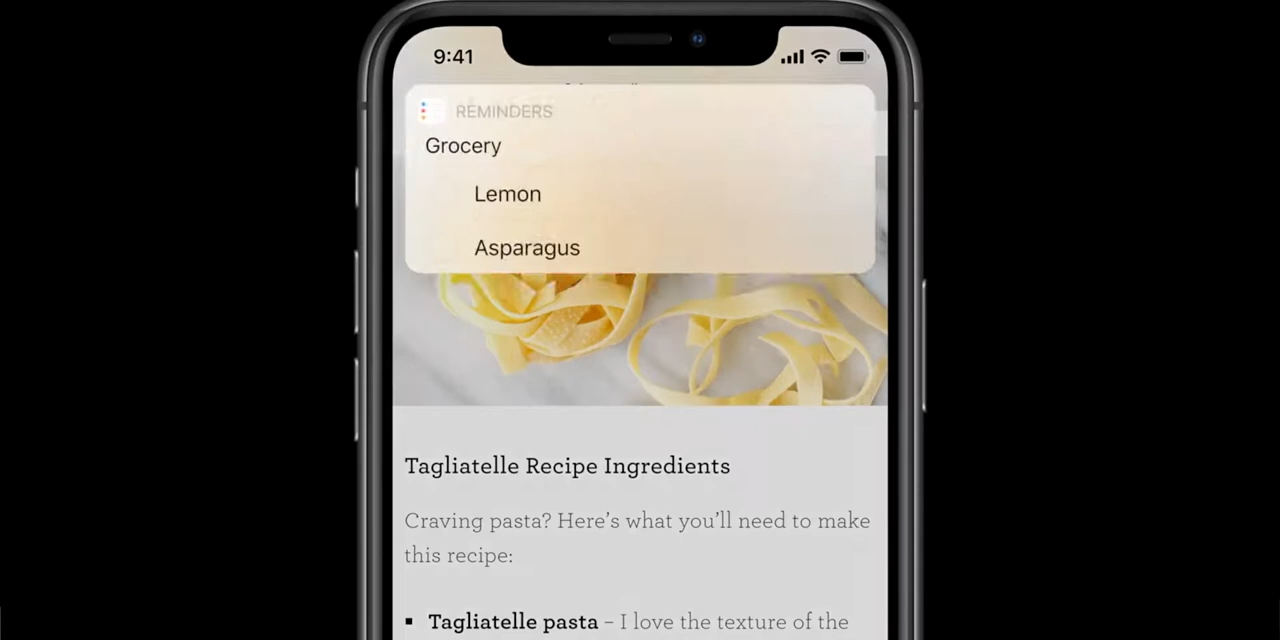 9:41
REMINDERS
Grocery
Lemon
Asparagus
Tagliatelle Recipe Ingredients
Craving pasta? Here’s what you’ll need to make
this recipe:
▪ Tagliatelle pasta – I love the texture of the